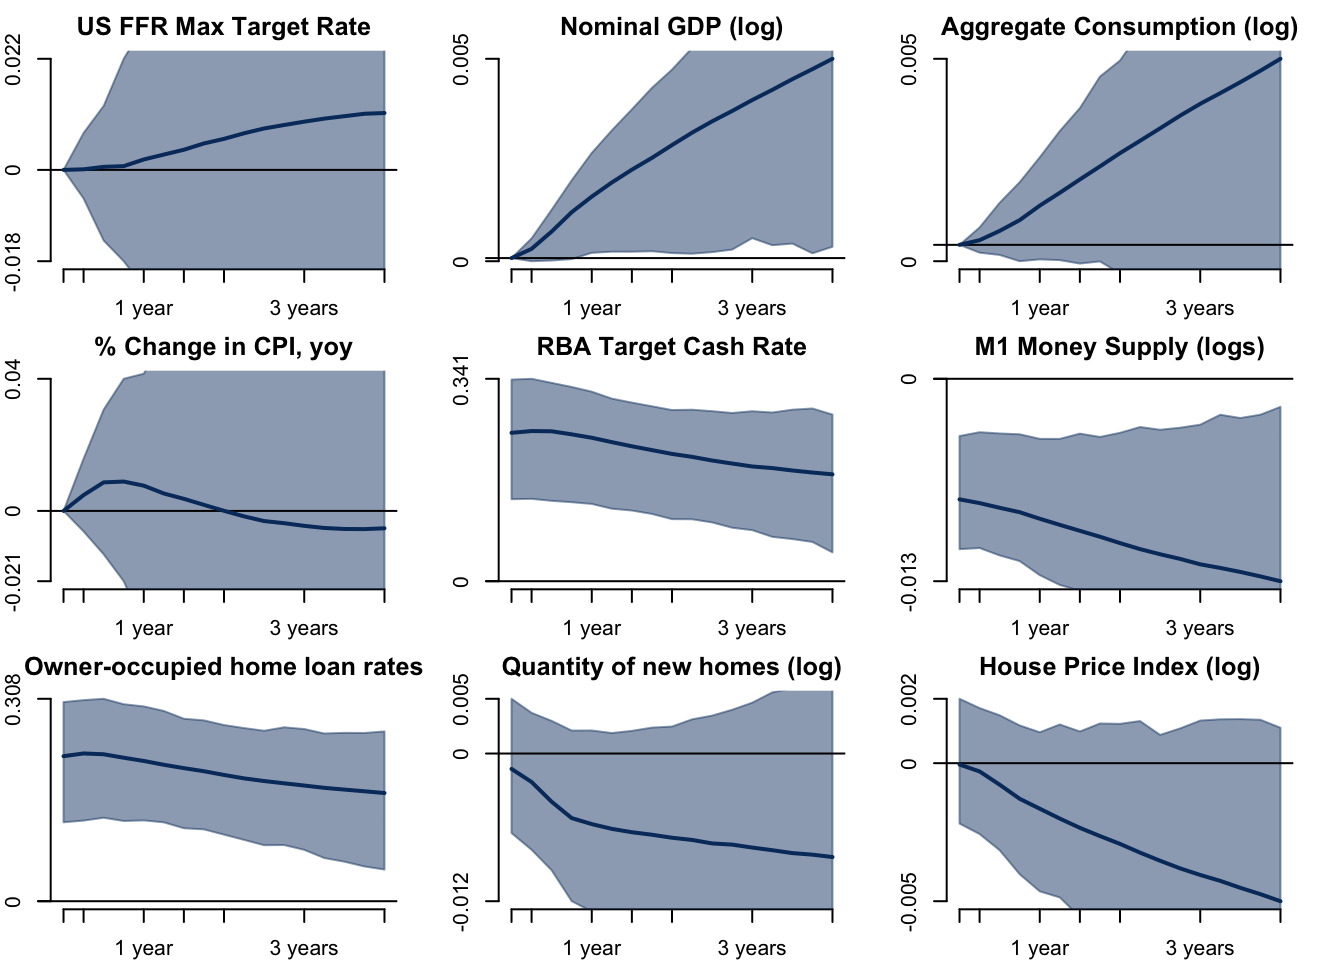 US FFR Max Target Rate
0.022
0
-0.018
1 year
3 years
Nominal GDP (log)
0.005
0
1 year
3 years
Aggregate Consumption (log)
0.005
0
1 year
3 years
% Change in CPI, yoy
0.04
0
-0.021
1 year
3 years
RBA Target Cash Rate
0.341
0
1 year
3 years
M1 Money Supply (logs)
0
-0.013
1 year
3 years
Owner-occupied home loan rates
0.308
0
1 year
3 years
Quantity of new homes (log)
0.005
0
-0.012
1 year
3 years
House Price Index (log)
0.002
0
-0.005
1 year
3 years